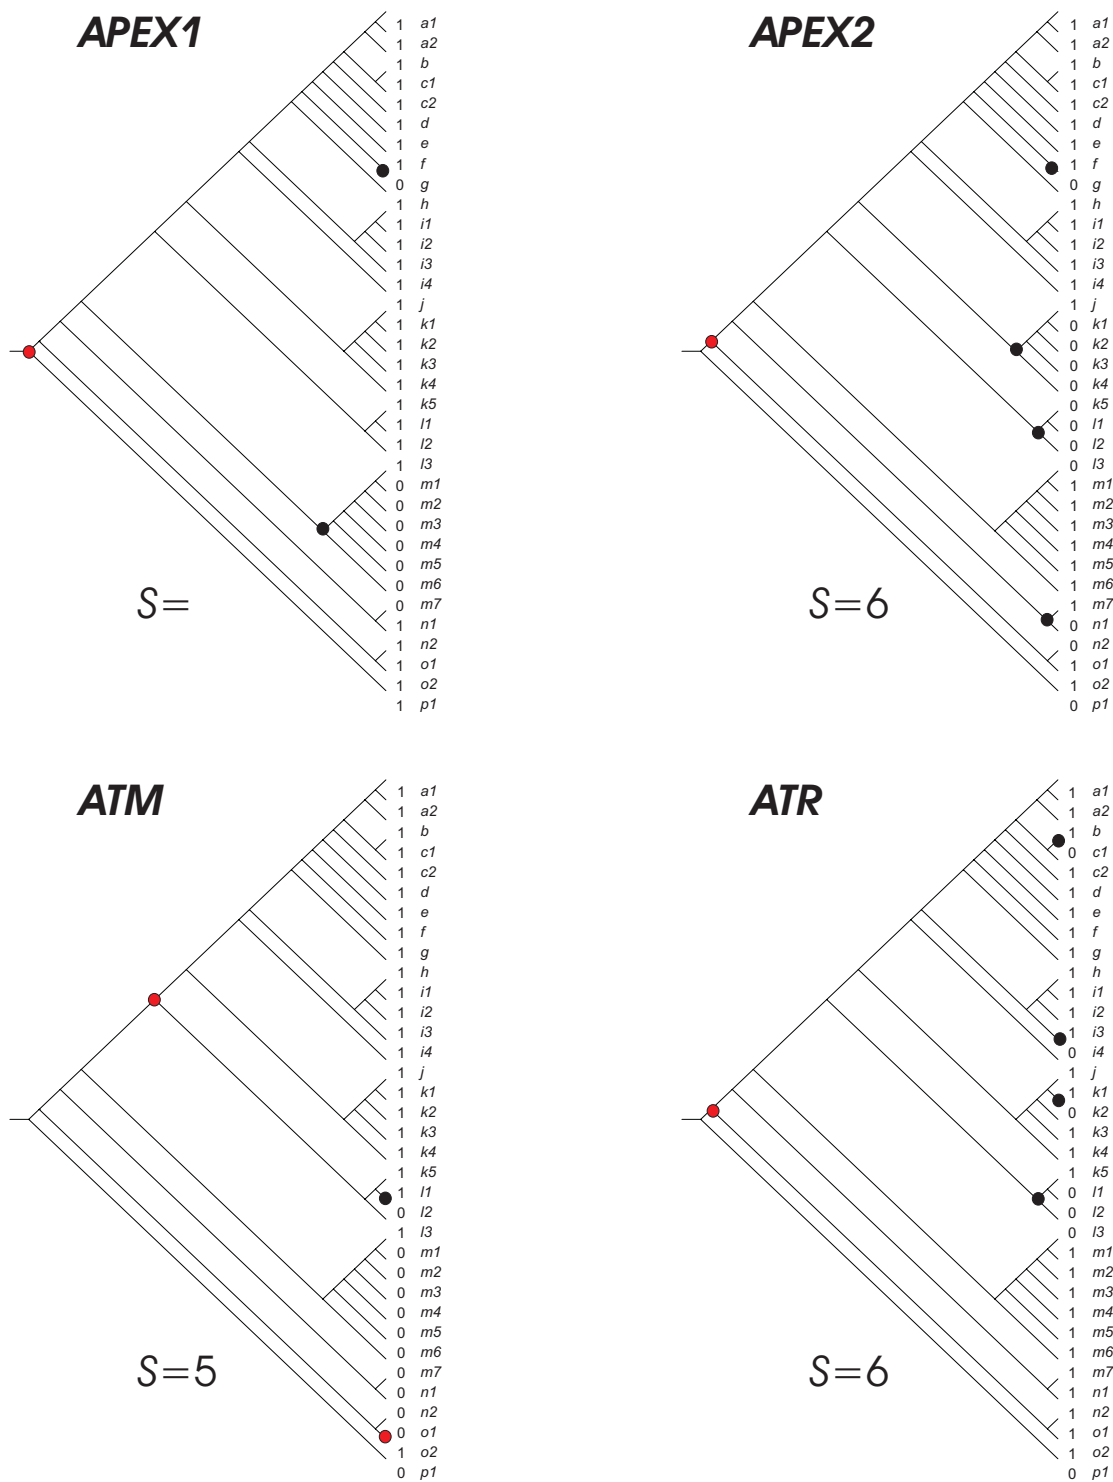 APEX1
1 a1
1 a2
1 b
1 c1
1 c2
1 d
1 e
1 f
0 g
1 h
1 i1
1 i2
1 i3
1 i4
1 j
1 k1
1 k2
1 k3
1 k4
1 k5
1 l1
1 l2
1 l3
0 m1
0 m2
0 m3
0 m4
0 m5
0 m6
0 m7
1 n1
1 n2
1 o1
1 o2
1 p1
S=
APEX2
1 a1
1 a2
1 b
1 c1
1 c2
1 d
1 e
1 f
0 g
1 h
1 i1
1 i2
1 i3
1 i4
1 j
0 k1
0 k2
0 k3
0 k4
0 k5
0 l1
0 l2
0 l3
1 m1
1 m2
1 m3
1 m4
1 m5
1 m6
1 m7
0 n1
0 n2
1 o1
1 o2
0 p1
S=6
ATM
1 a1
1 a2
1 b
1 c1
1 c2
1 d
1 e
1 f
1 g
1 h
1 i1
1 i2
1 i3
1 i4
1 j
1 k1
1 k2
1 k3
1 k4
1 k5
1 l1
0 l2
1 l3
0 m1
0 m2
0 m3
0 m4
0 m5
0 m6
0 m7
0 n1
0 n2
0 o1
1 o2
0 p1
S=5
ATR
1 a1
1 a2
1 b
0 c1
1 c2
1 d
1 e
1 f
1 g
1 h
1 i1
1 i2
1 i3
0 i4
1 j
1 k1
0 k2
1 k3
1 k4
1 k5
0 l1
0 l2
0 l3
1 m1
1 m2
1 m3
1 m4
1 m5
1 m6
1 m7
1 n1
1 n2
1 o1
1 o2
0 p1
S=6